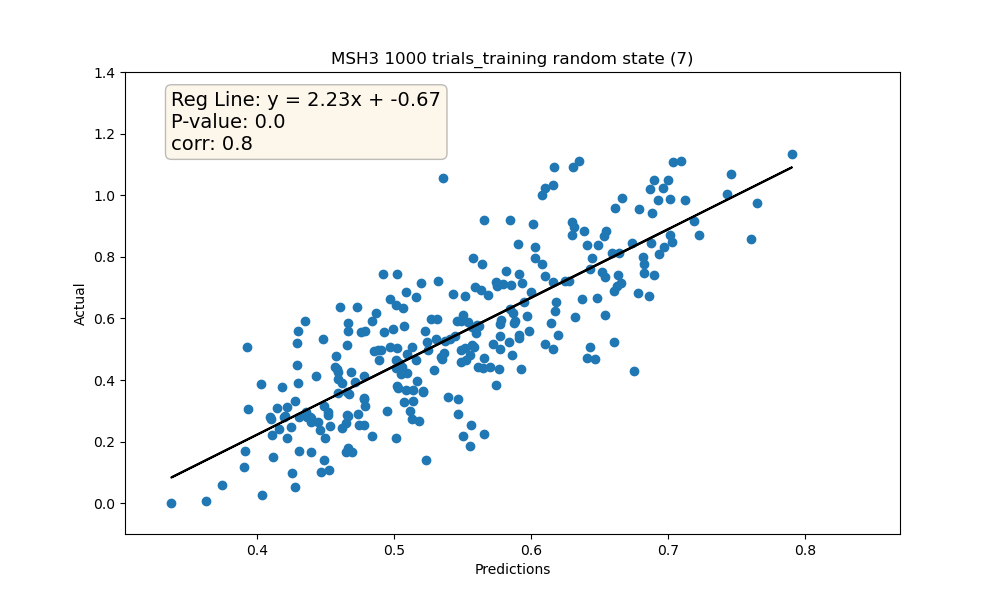 MSH3 1000 trials_training random state (7)
Reg Line: y = 2.23x + -0.67
P-value: 0.0
corr: 0.8
1.4
1.2
1.0
0.8
0.6
0.4
0.2
0.0
Actual
0.4 0.5 0.6 0.7 0.8
Predictions